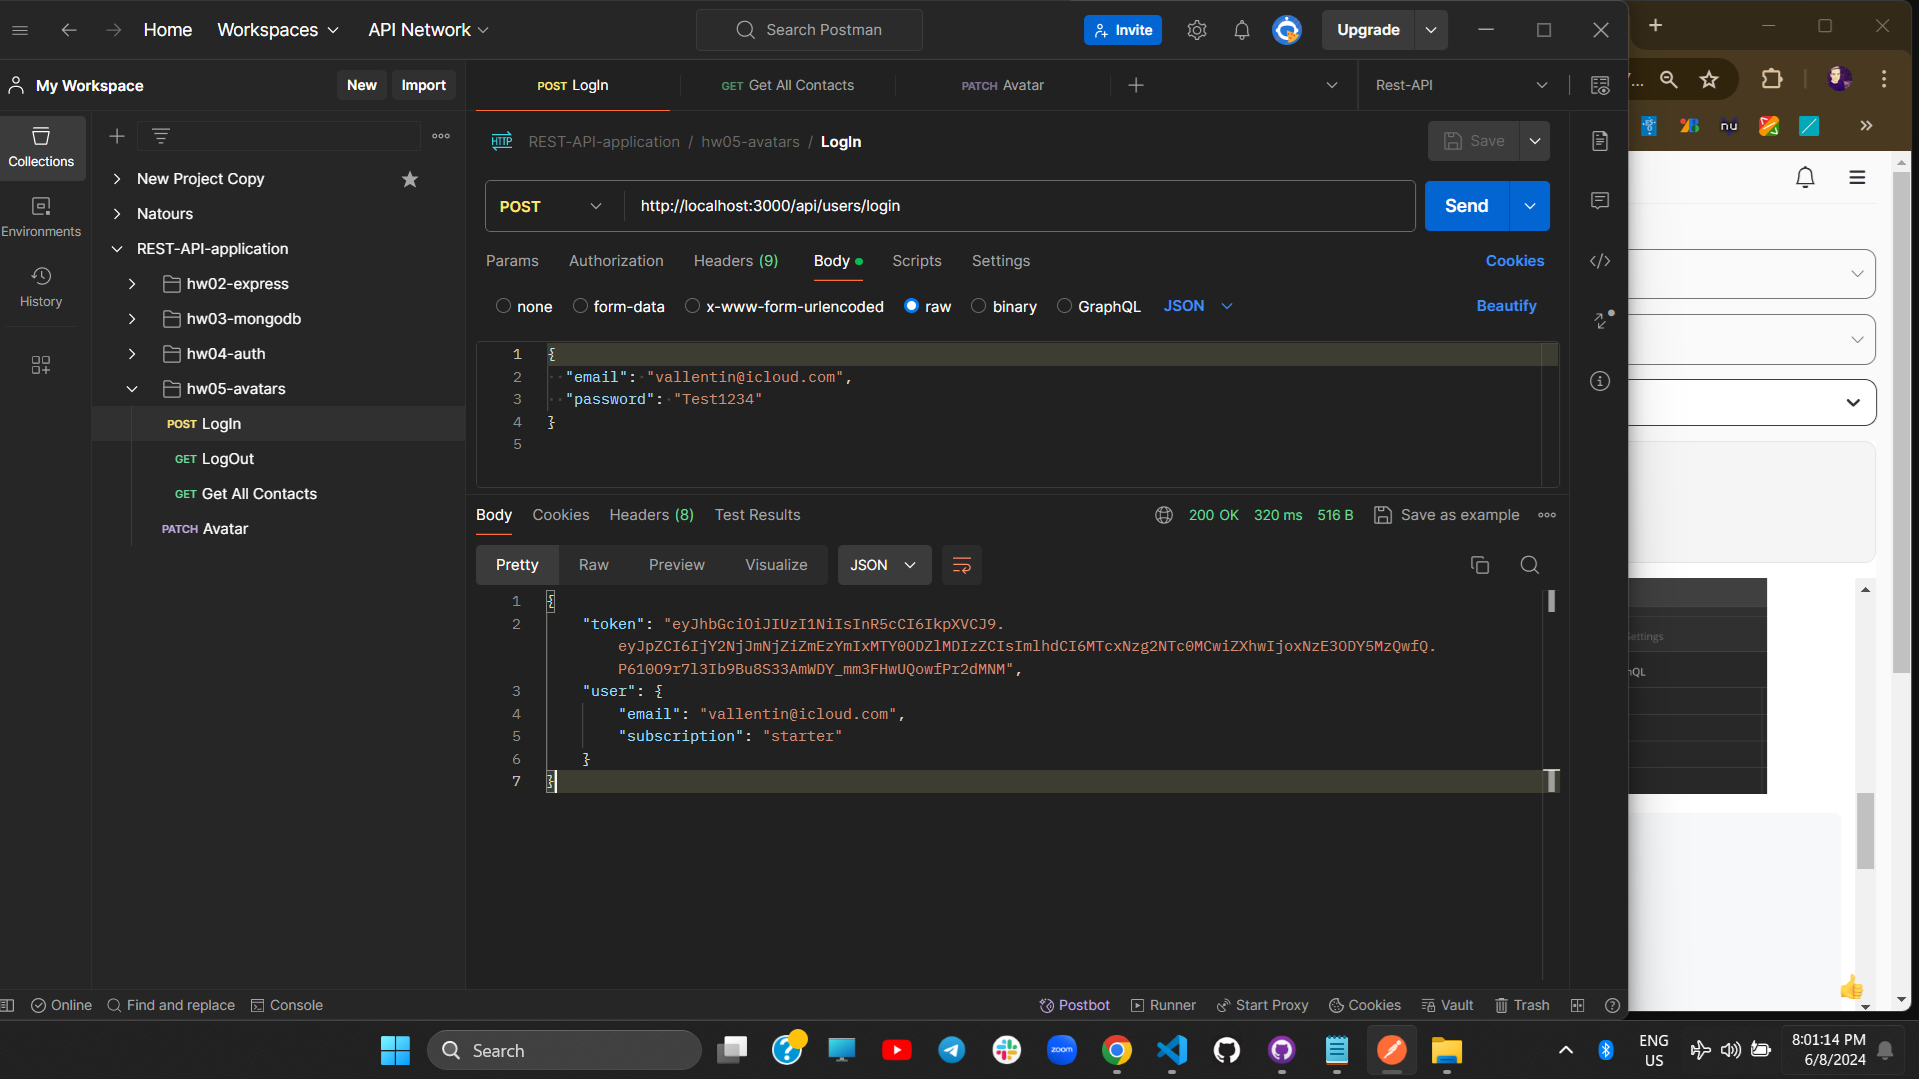 Home
Workspaces
API Network
Search Postman
Invite
Upgrade
My Workspace
New
Import
POST LogIn
GET Get All Contacts
PATCH Avatar
Rest-API
Collections
Environments
History
New Project Copy
Natours
REST-API-application
hw02-express
hw03-mongodb
hw04-auth
hw05-avatars
POST LogIn
GET LogOut
GET Get All Contacts
PATCH Avatar
HTTP REST-API-application / hw05-avatars / LogIn
Save
POST
http://localhost:3000/api/users/login
Send
Params Authorization Headers (9) Body Scripts Settings
Cookies
none form-data x-www-form-urlencoded raw binary GraphQL JSON
Beautify
1 {
2 "email": "vallentin@icloud.com",
3 "password": "Test1234"
4 }
5
Body Cookies Headers (8) Test Results
200 OK 320 ms 516 B
Save as example
Pretty Raw Preview Visualize JSON
1 {
2 "token": "eyJhbGciOiJIUzI1NiIsInR5cCI6IkpXVCJ9.
eyJpZCI6IjY2NjJmNjZiZmEzYmIxMTY0ODZlMDIzZCIsImlhdCI6MTcxNzg2NTc0MCwiZXhwIjoxNzE3ODY5MzQwfQ.
P610O9r7l3Ib9Bu8S33AmWDY_mm3FHwUQowfPr2dMNM",
3 "user": {
4 "email": "vallentin@icloud.com",
5 "subscription": "starter"
6 }
7 }
nu
Settings
Online
Find and replace
Console
Postbot
Runner
Start Proxy
Cookies
Vault
Trash
Search
zoom
ENG
US
8:01:14 PM
6/8/2024